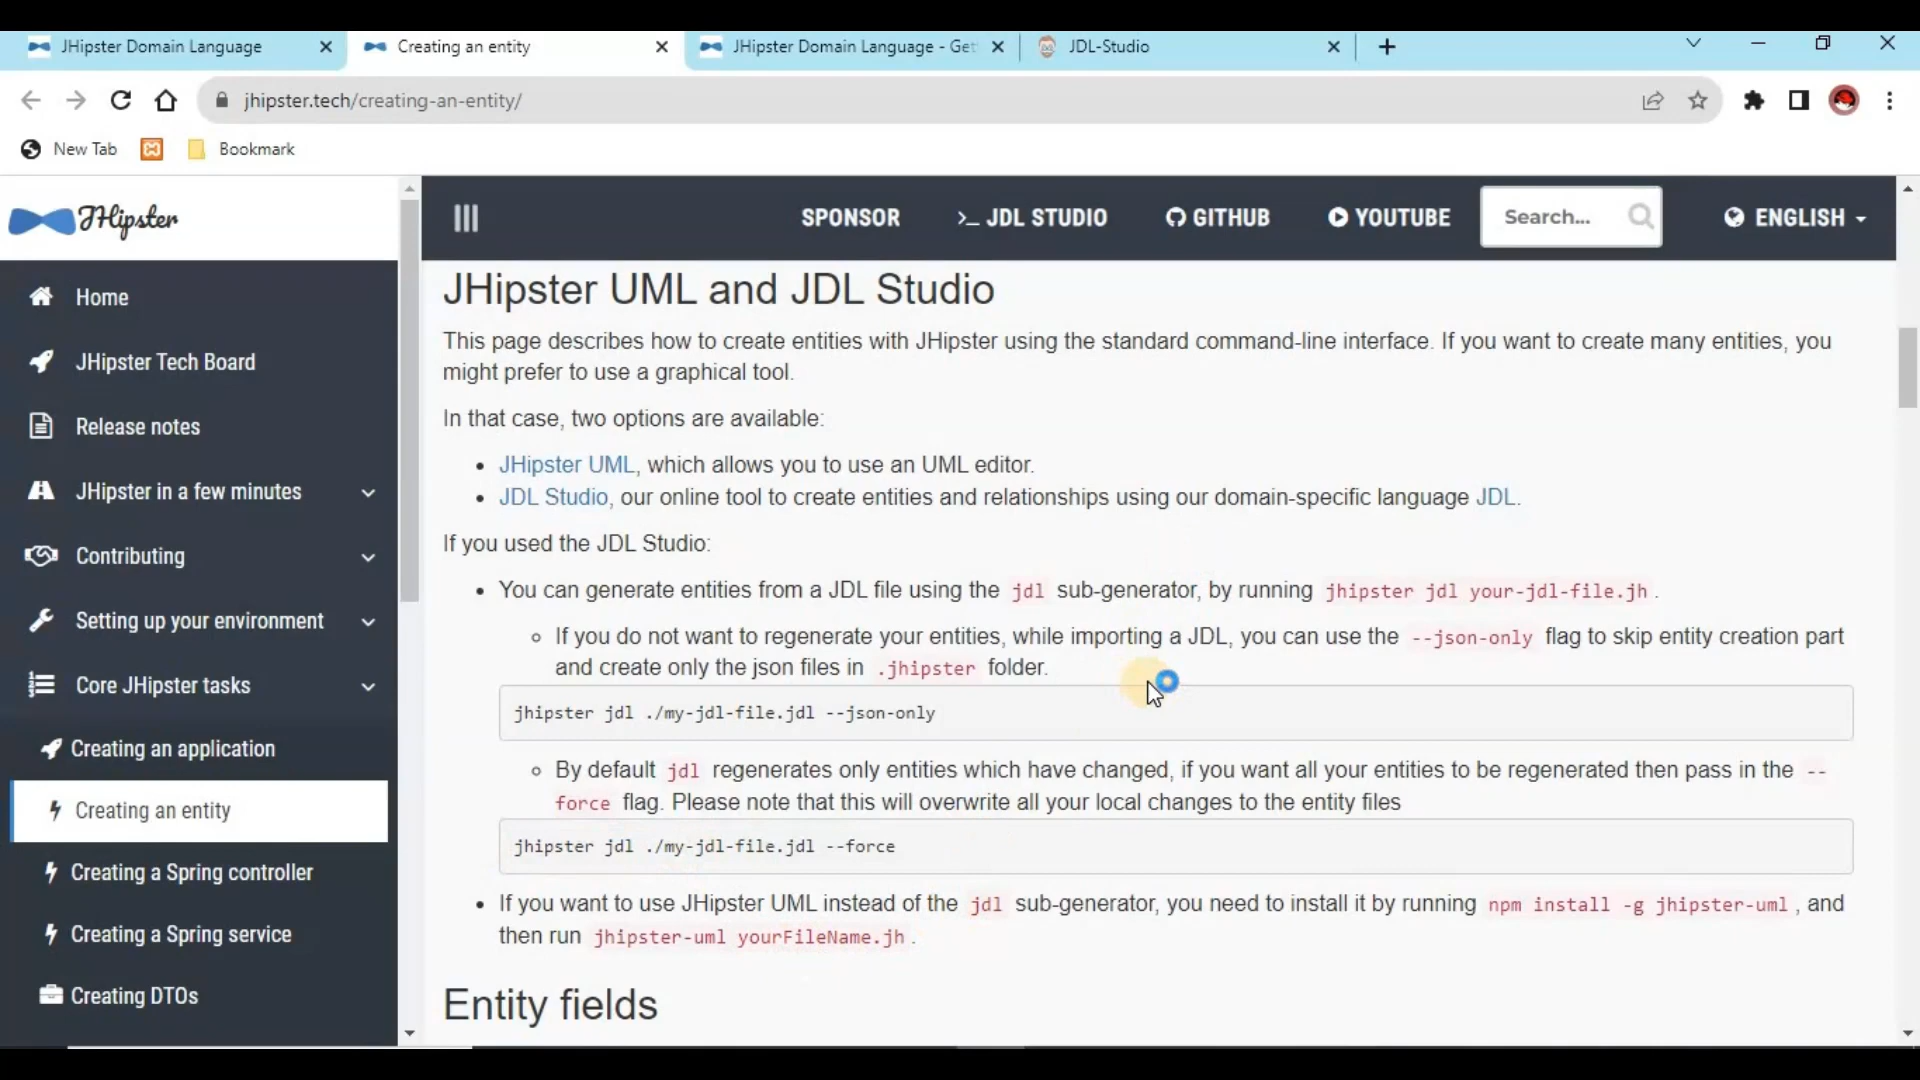 JHipster Domain Language
Creating an entity
JHipster Domain Language - Get
JDL-Studio
jhipster.tech/creating-an-entity/
New Tab
Bookmark
JHipster
SPONSOR
>_ JDL STUDIO
GITHUB
YOUTUBE
Search...
ENGLISH
Home
JHipster Tech Board
Release notes
JHipster in a few minutes
Contributing
Setting up your environment
Core JHipster tasks
Creating an application
Creating an entity
Creating a Spring controller
Creating a Spring service
Creating DTOs
JHipster UML and JDL Studio
This page describes how to create entities with JHipster using the standard command-line interface. If you want to create many entities, you
might prefer to use a graphical tool.
In that case, two options are available:
• JHipster UML, which allows you to use an UML editor.
• JDL Studio, our online tool to create entities and relationships using our domain-specific language JDL.
If you used the JDL Studio:
• You can generate entities from a JDL file using the jdl sub-generator, by running jhipster jdl your-jdl-file.jh.
◦ If you do not want to regenerate your entities, while importing a JDL, you can use the --json-only flag to skip entity creation part
and create only the json files in .jhipster folder.
jhipster jdl ./my-jdl-file.jdl --json-only
◦ By default jdl regenerates only entities which have changed, if you want all your entities to be regenerated then pass in the --
force flag. Please note that this will overwrite all your local changes to the entity files
jhipster jdl ./my-jdl-file.jdl --force
• If you want to use JHipster UML instead of the jdl sub-generator, you need to install it by running npm install -g jhipster-uml, and
then run jhipster-uml yourFileName.jh.
Entity fields